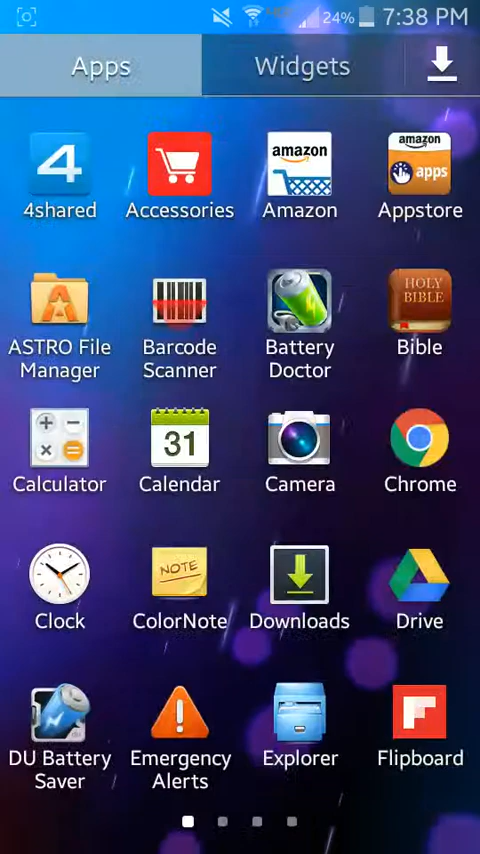 24% 7:38 PM
Apps Widgets
4
amazon
amazon
apps
4shared Accessories Amazon Appstore
HOLY
BIBLE
ASTRO File Barcode Battery Bible
Manager Scanner Doctor
31
Calculator Calendar Camera Chrome
NOTE
Clock ColorNote Downloads Drive
DU Battery Emergency Explorer Flipboard
Saver Alerts